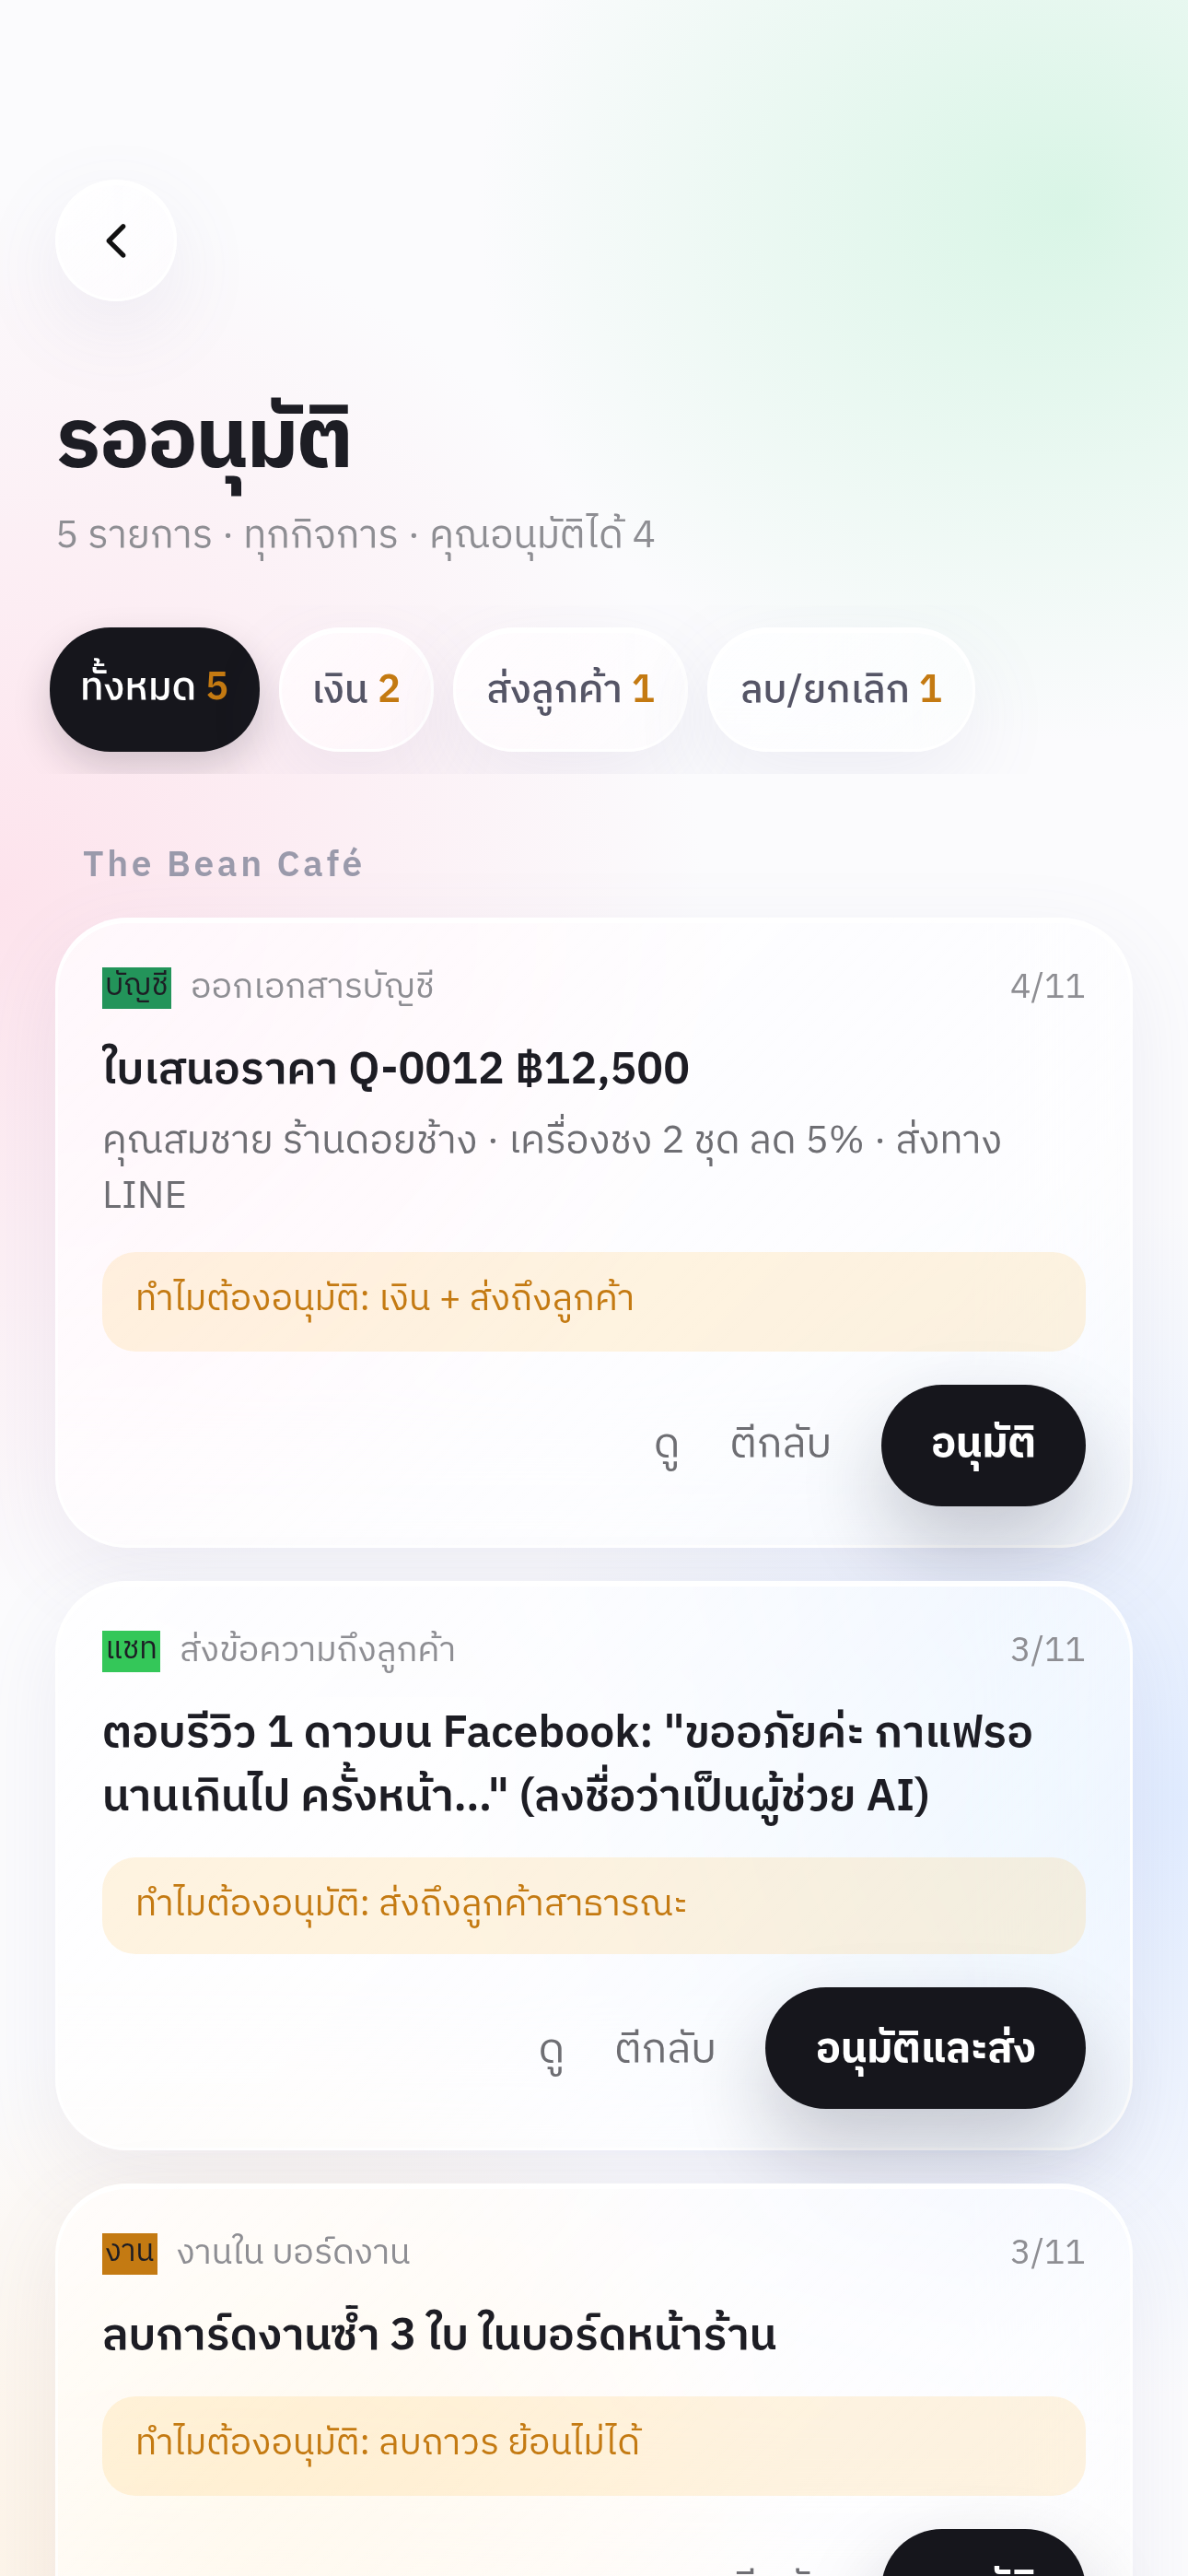 รออนุมัติ
5 รายการ · ทุกกิจการ · คุณอนุมัติได้ 4
ทั้งหมด 5 เงิน 2 ส่งลูกค้า 1 ลบ/ยกเลิก 1
The Bean Café
บัญชี ออกเอกสารบัญชี 4/11
ใบเสนอราคา Q-0012 ฿12,500
คุณสมชาย ร้านดอยช้าง · เครื่องชง 2 ชุด ลด 5% · ส่งทาง
LINE
ทำไมต้องอนุมัติ: เงิน + ส่งถึงลูกค้า
ดู ตีกลับ อนุมัติ
แชท ส่งข้อความถึงลูกค้า 3/11
ตอบรีวิว 1 ดาวบน Facebook: "ขออภัยค่ะ กาแฟรอ
นานเกินไป ครั้งหน้า..." (ลงชื่อว่าเป็นผู้ช่วย AI)
ทำไมต้องอนุมัติ: ส่งถึงลูกค้าสาธารณะ
ดู ตีกลับ อนุมัติและส่ง
งาน งานใน บอร์ดงาน 3/11
ลบการ์ดงานซ้ำ 3 ใบ ในบอร์ดหน้าร้าน
ทำไมต้องอนุมัติ: ลบถาวร ย้อนไม่ได้